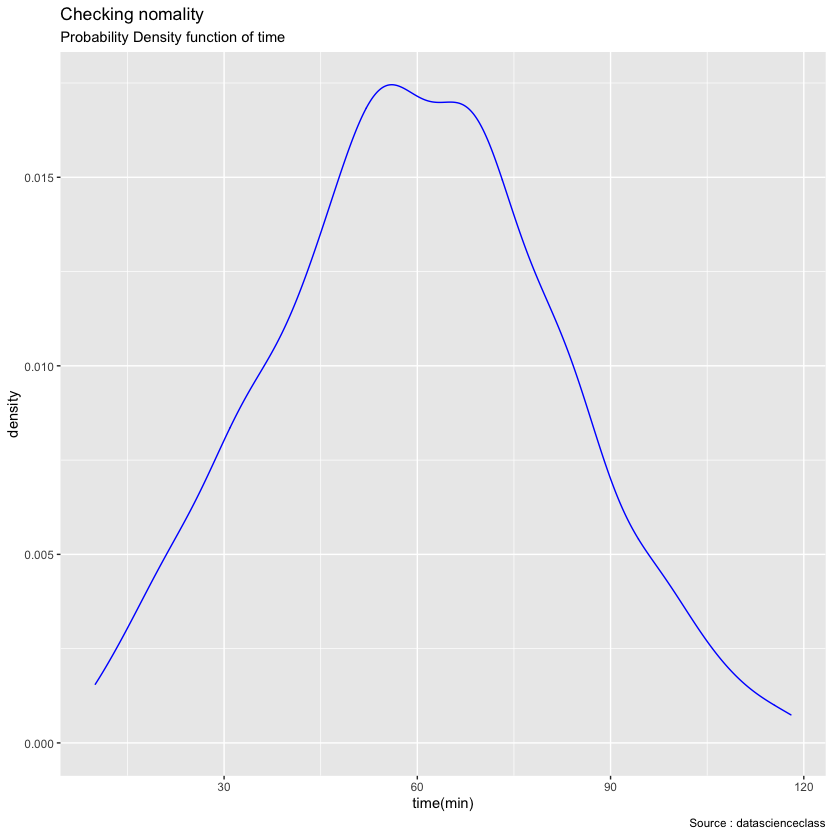 Checking nomality
Probability Density function of time
0.015
0.010
0.005
0.000
density
30 60 90 120
time(min)
Source : datascienceclass